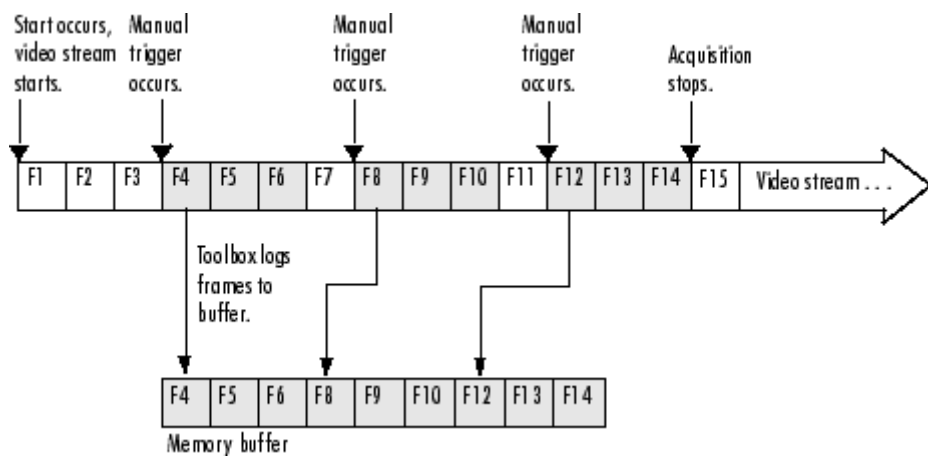 Start occurs,
video stream
starts.
Manual
trigger
occurs.
Manual
trigger
occurs.
Manual
trigger
occurs.
Acquisition
stops.
F1 F2 F3 F4 F5 F6 F7 F8 F9 F10 F11 F12 F13 F14 F15 Video stream . . .
Toolbox logs
frames to
buffer.
F4 F5 F6 F8 F9 F10 F12 F13 F14
Memory buffer